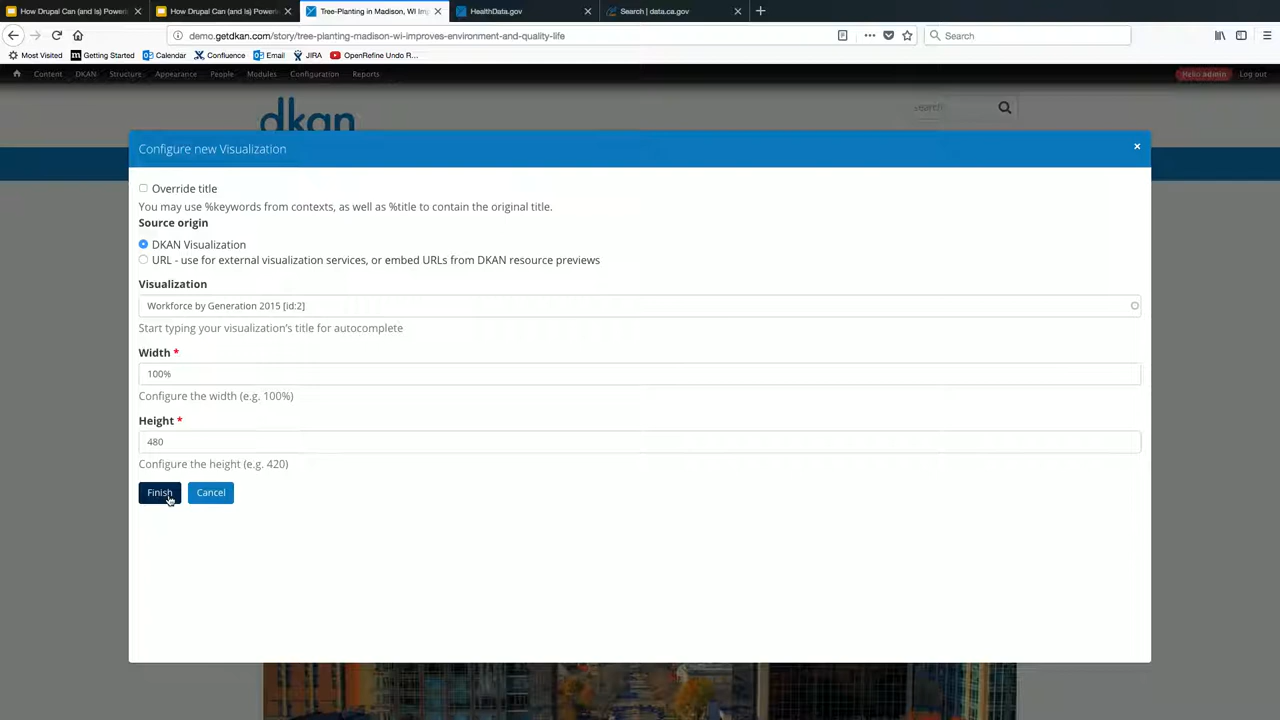 How Drupal Can (and Is) Poweri
How Drupal Can (and Is) Poweri
Tree-Planting in Madison, WI Im
HealthData.gov
Search | data.ca.gov
demo.getdkan.com/story/tree-planting-madison-wi-improves-environment-and-quality-life
Search
Most Visited
Getting Started
Calendar
Confluence
Email
JIRA
OpenRefine Undo R...
Content
DKAN
Structure
Appearance
People
Modules
Configuration
Reports
Hello admin
Log out
dkan
search
Configure new Visualization
×
Override title
You may use %keywords from contexts, as well as %title to contain the original title.
Source origin
DKAN Visualization
URL - use for external visualization services, or embed URLs from DKAN resource previews
Visualization
Workforce by Generation 2015 [id:2]
Start typing your visualization's title for autocomplete
Width *
100%
Configure the width (e.g. 100%)
Height *
480
Configure the height (e.g. 420)
Finish
Cancel